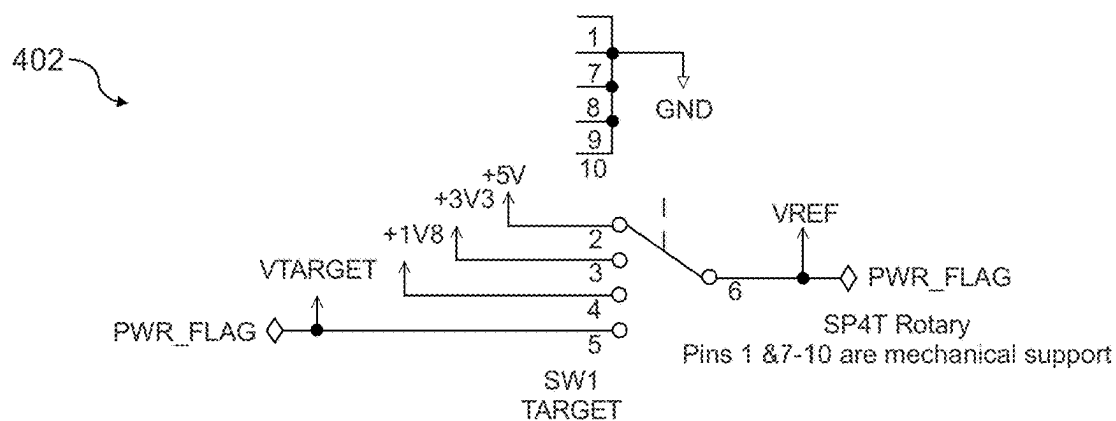 402
1
7
8
9
10
GND
+5V
+3V3
+1V8
VTARGET
PWR_FLAG
2
3
4
5
6
VREF
PWR_FLAG
SP4T Rotary
Pins 1 &7-10 are mechanical support
SW1
TARGET